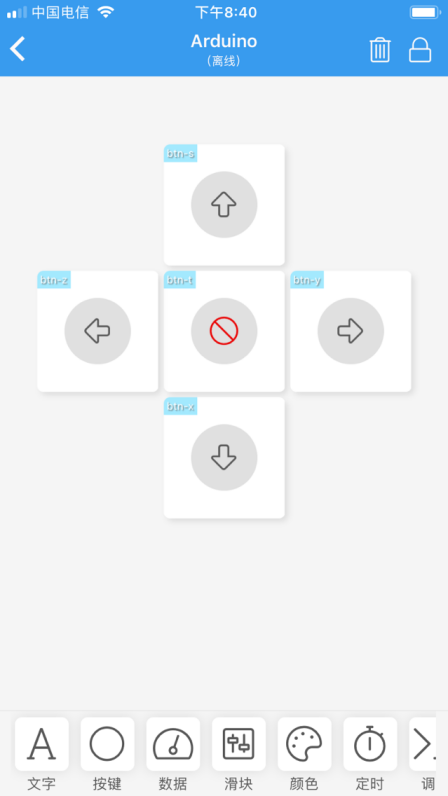 中国电信
下午8:40
Arduino
（离线）
btn-s
btn-z
btn-t
btn-y
btn-x
文字
按键
数据
滑块
颜色
定时
调